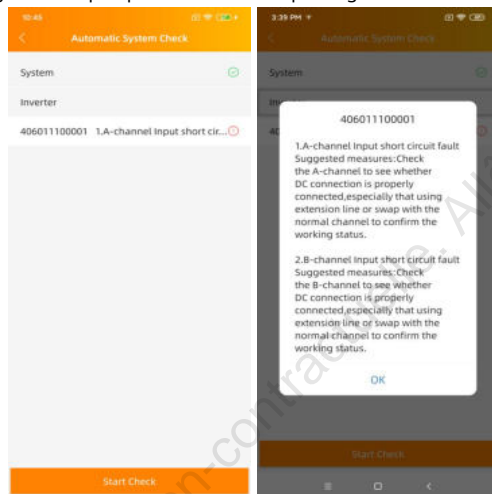 10:45
Automatic System Check
System
Inverter
406011100001 1.A-channel Input short cir...
Start Check
3:39 PM
Automatic System Check
System
Inverter
40
406011100001
1.A-channel Input short circuit fault
Suggested measures:Check
the A-channel to see whether
DC connection is properly
connected,especially that using
extension line or swap with the
normal channel to confirm the
working status.
2.B-channel Input short circuit fault
Suggested measures:Check
the B-channel to see whether
DC connection is properly
connected,especially that using
extension line or swap with the
normal channel to confirm the
working status.
OK
Start Check